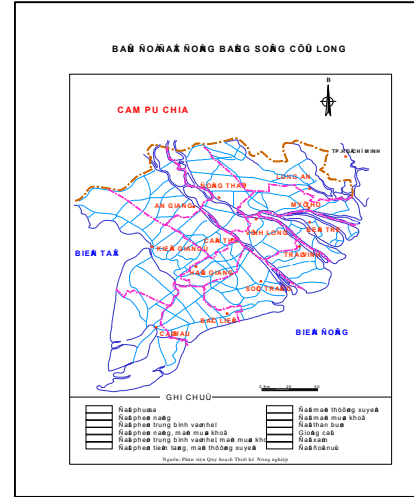 BAÛN ÑOÀ ÑAÁT ÑOÀNG BAÈNG SOÂNG CÖÛU LONG
B
CAM PU CHIA
TP.HOÀ CHÍ MINH
LONG AN
ÑOÀNG THAÙP
AN GIANG
MYÕ THO
BEÁN TRE
VÓNH LONG
CAÀN THÔ
KIEÂN GIANG
TRAØ VINH
BIEÅN TAÂY
HAÄU GIANG
SOÙC TRAÊNG
BIEÅN ÑOÂNG
BAÏC LIEÂU
CAØ MAU
GHI CHUÙ
Ñaát phuø sa
Ñaát pheøn naëng
Ñaát pheøn trung bình vaø nheï
Ñaát pheøn naëng, maën muøa khoâ
Ñaát pheøn trung bình vaø nheï, maën muøa khoâ
Ñaát pheøn tieàm taøng, maën thöôøng xuyeân
Ñaát maën thöôøng xuyeân
Ñaát maën muøa khoâ
Ñaát than buøn
Gioàng caùt
Ñaát xaùm
Ñaát ñoài nuùi
Nguoàn: Phaân vieän Quy hoaïch Thieát keá Noâng nghieäp